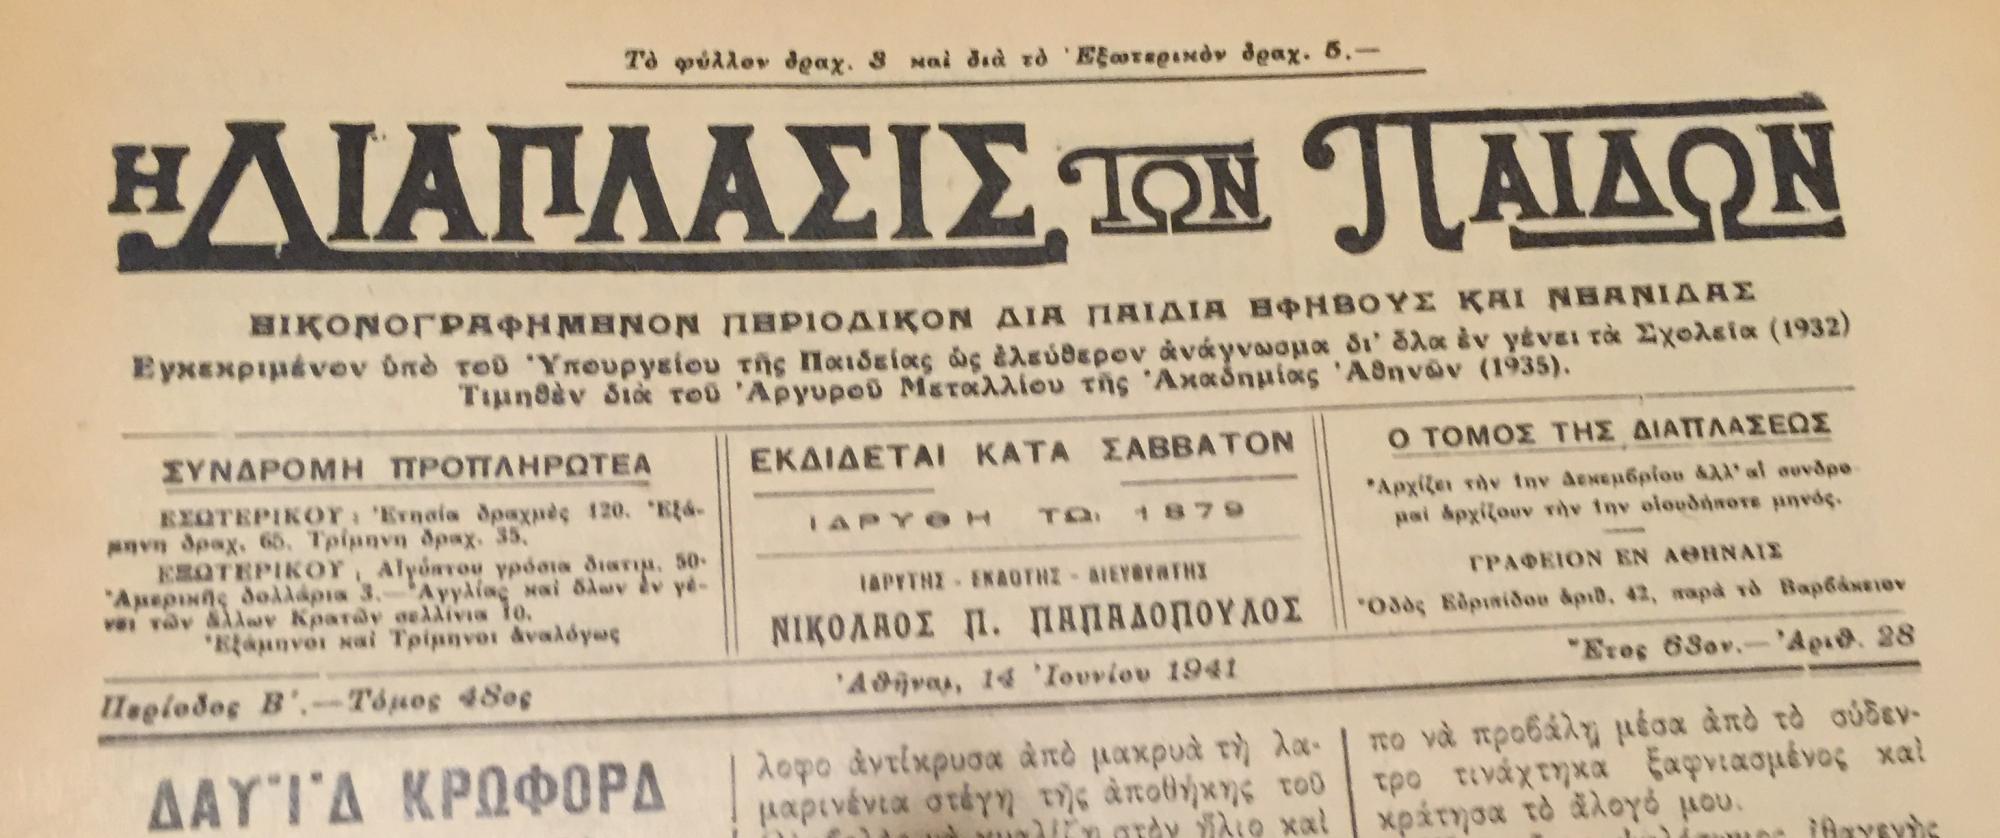 Τὸ φύλλον δραχ. 3 καὶ διὰ τὸ Ἐξωτερικὸν δραχ. 5.—
Η ΔΙΑΠΛΑΣΙΣ ΤΩΝ ΠΑΙΔΩΝ
ΕΙΚΟΝΟΓΡΑΦΗΜΕΝΟΝ ΠΕΡΙΟΔΙΚΟΝ ΔΙΑ ΠΑΙΔΙΑ ΕΦΗΒΟΥΣ ΚΑΙ ΝΕΑΝΙΔΑΣ
Εγκεκριμένον ὑπὸ τοῦ Ὑπουργείου τῆς Παιδείας ὡς ἐλεύθερον ἀνάγνωσμα δι' ὅλα ἐν γένει τὰ Σχολεῖα (1932)
Τιμηθὲν διὰ τοῦ Ἀργυροῦ Μεταλλίου τῆς Ἀκαδημίας Ἀθηνῶν (1935).
ΣΥΝΔΡΟΜΗ ΠΡΟΠΛΗΡΩΤΕΑ
ΕΣΩΤΕΡΙΚΟΥ : Ἐτησία δραχμὲς 120. Ἑξά-
μηνη δραχ. 65. Τρίμηνη δραχ. 35.
ΕΞΩΤΕΡΙΚΟΥ : Αἰγύπτου γρόσια διατιμ. 50-
Ἀμερικῆς δολλάρια 3.—Ἀγγλίας καὶ ὅλων ἐν γέ-
νει τῶν ἄλλων Κρατῶν σελλίνια 10.
Ἑξάμηνοι καὶ Τρίμηνοι ἀναλόγως
ΕΚΔΙΔΕΤΑΙ ΚΑΤΑ ΣΑΒΒΑΤΟΝ
ΙΔΡΥΘΗ ΤΩι 1879
ΙΔΡΥΤΗΣ - ΕΚΔΟΤΗΣ - ΔΙΕΥΘΥΝΤΗΣ
ΝΙΚΟΛΑΟΣ Π. ΠΑΠΑΔΟΠΟΥΛΟΣ
Ο ΤΟΜΟΣ ΤΗΣ ΔΙΑΠΛΑΣΕΩΣ
Ἀρχίζει τὴν 1ην Δεκεμβρίου ἀλλ' αἱ συνδρο-
μαὶ ἀρχίζουν τὴν 1ην οἱουδήποτε μηνός.
ΓΡΑΦΕΙΟΝ ΕΝ ΑΘΗΝΑΙΣ
Ὁδὸς Εὐριπίδου ἀριθ. 42, παρὰ τὸ Βαρβάκειον
Περίοδος Β'.—Τόμος 48ος
Ἀθῆναι, 14 Ἰουνίου 1941
Ἔτος 63ον.—Ἀριθ. 28
ΔΑΥ·Ι·Δ ΚΡΩΦΟΡΔ
λοφο ἀντίκρυσα ἀπὸ μακρυὰ τὴ λα-
μαρινένια στέγη τῆς ἀποθήκης τοῦ
στὸν ἥλιο καὶ
πο νὰ προβάλῃ μέσα ἀπὸ τὸ σύδεν-
τρο τινάχτηκα ξαφνιασμένος καὶ
κράτησα τὸ ἄλογό μου.
ἰθαγενὴς